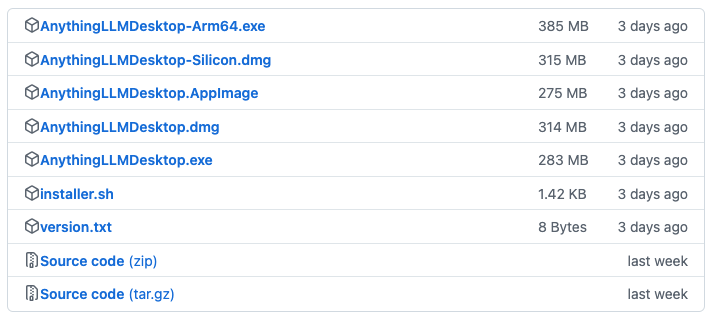 AnythingLLMDesktop-Arm64.exe 385 MB 3 days ago
AnythingLLMDesktop-Silicon.dmg 315 MB 3 days ago
AnythingLLMDesktop.AppImage 275 MB 3 days ago
AnythingLLMDesktop.dmg 314 MB 3 days ago
AnythingLLMDesktop.exe 283 MB 3 days ago
installer.sh 1.42 KB 3 days ago
version.txt 8 Bytes 3 days ago
Source code (zip) last week
Source code (tar.gz) last week